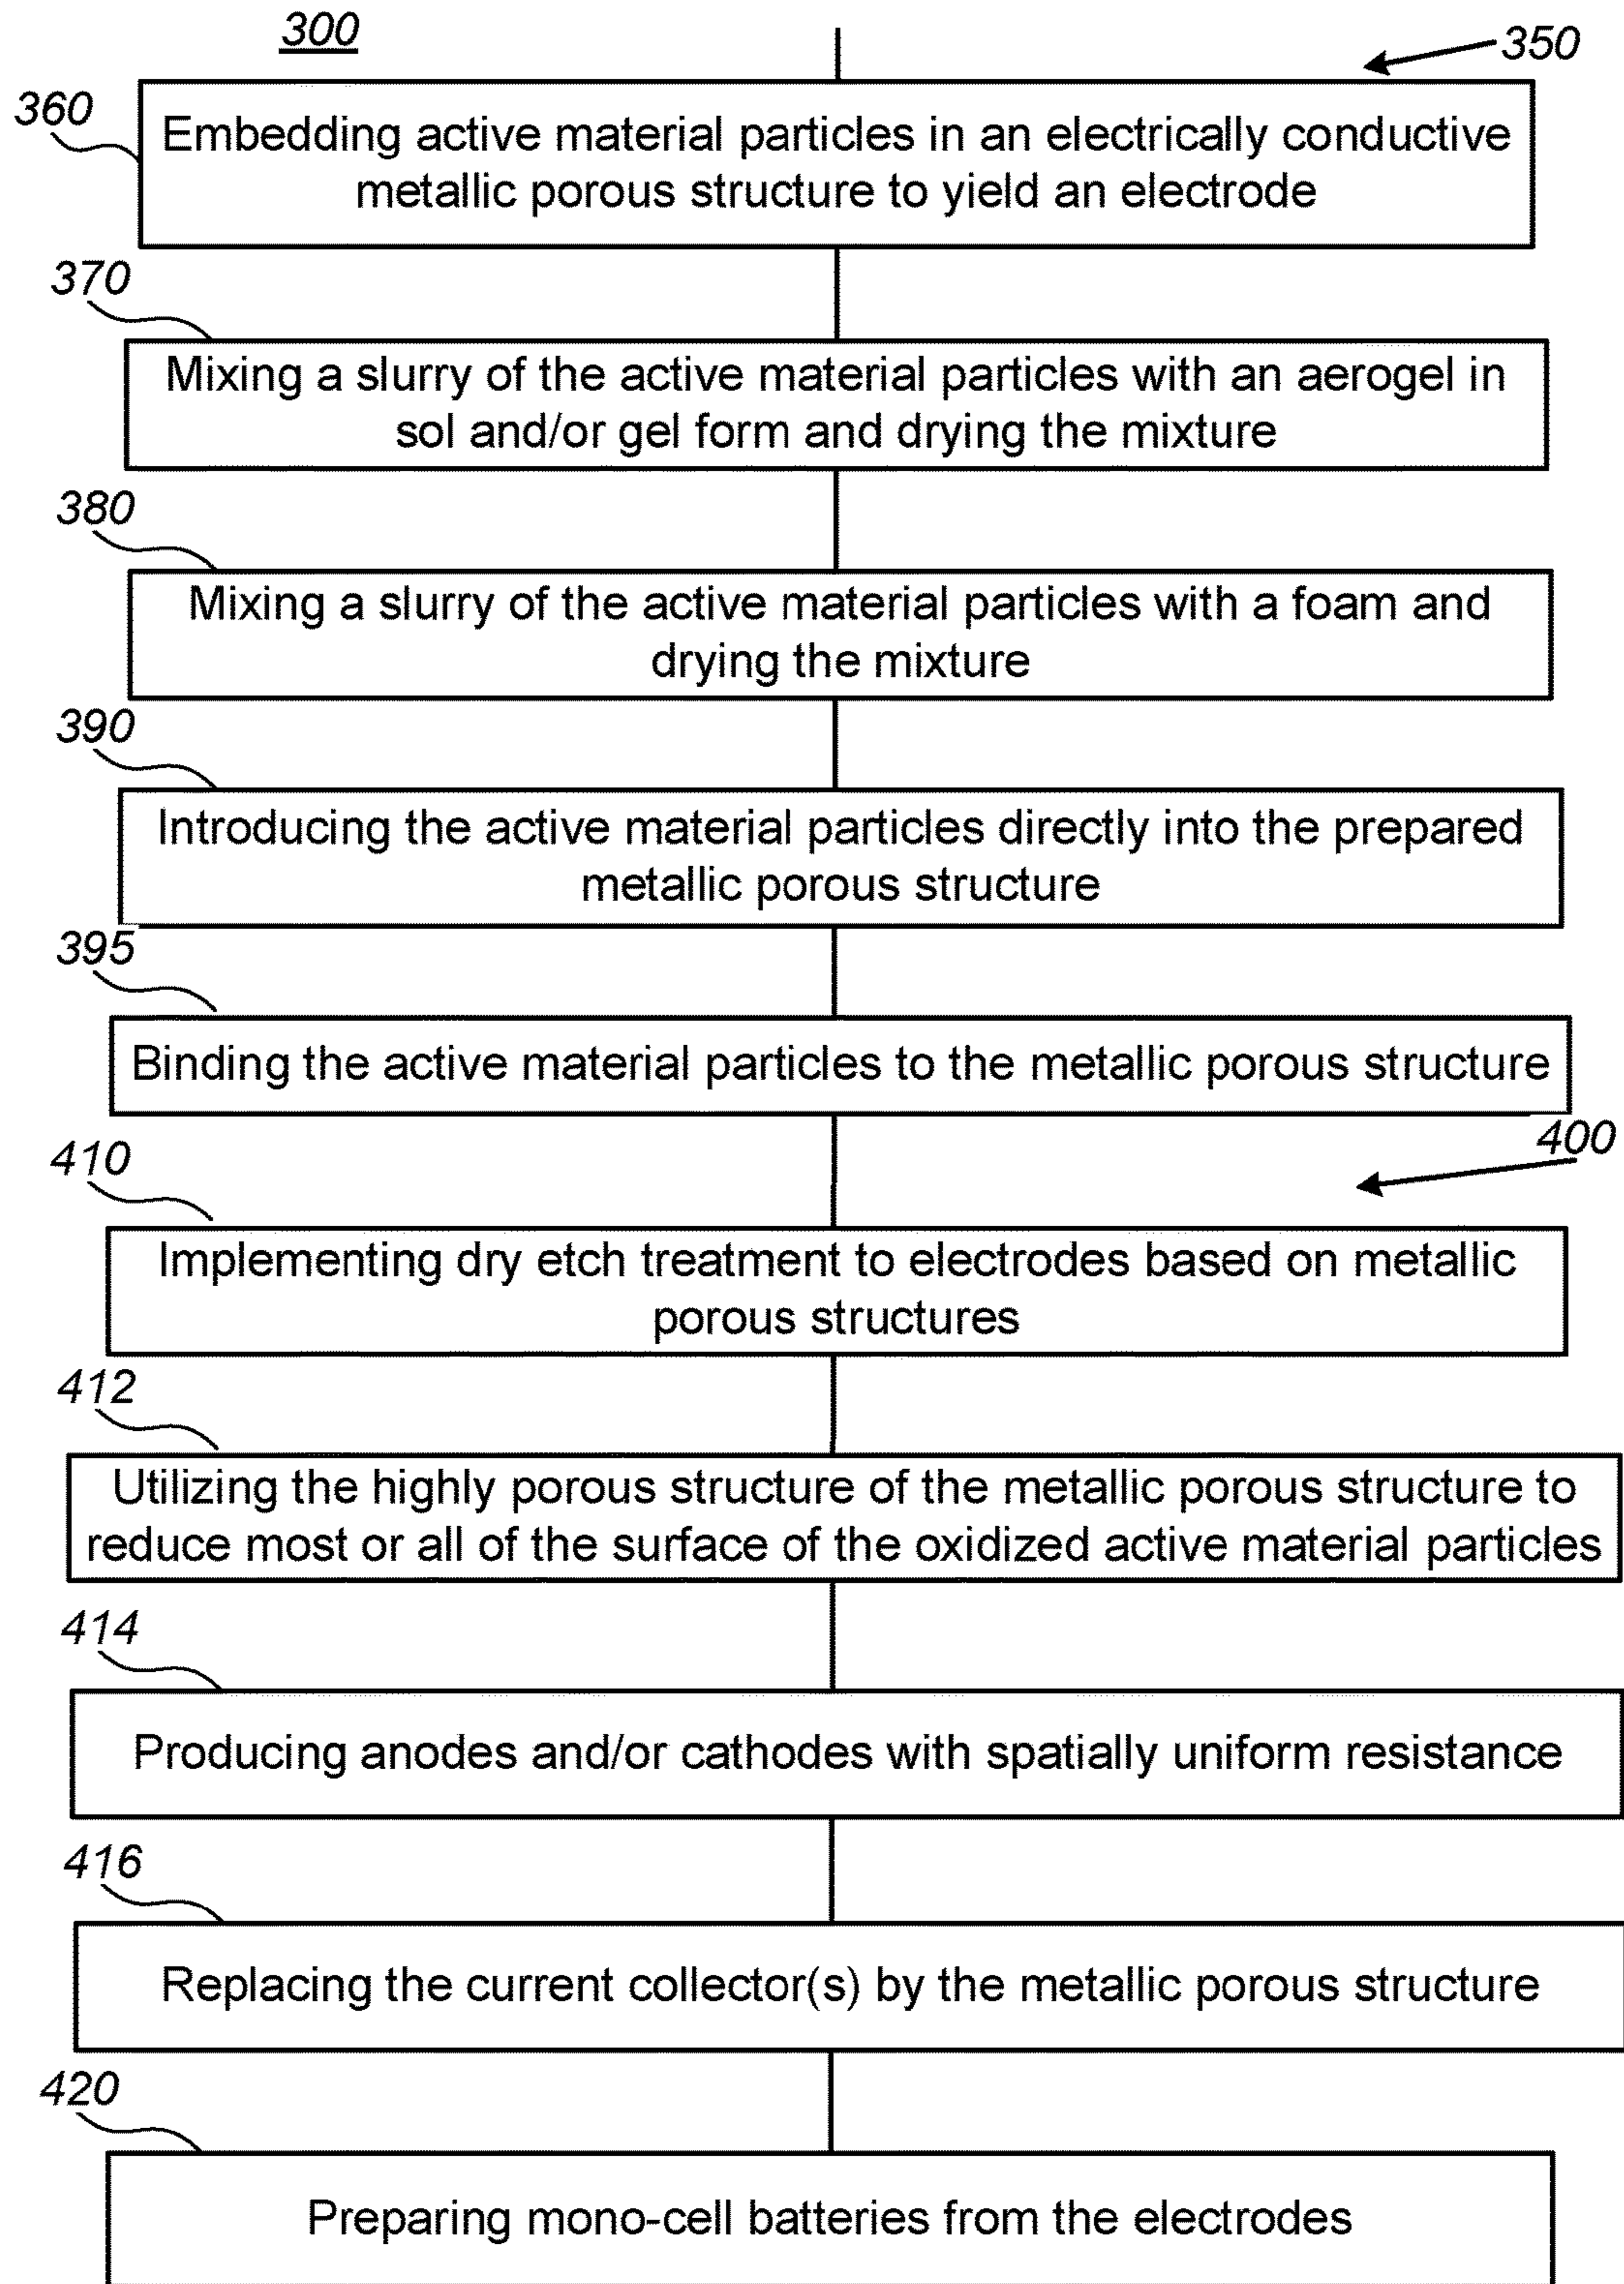 300
350
360
Embedding active material particles in an electrically conductive
metallic porous structure to yield an electrode
370
Mixing a slurry of the active material particles with an aerogel in
sol and/or gel form and drying the mixture
380
Mixing a slurry of the active material particles with a foam and
drying the mixture
390
Introducing the active material particles directly into the prepared
metallic porous structure
395
Binding the active material particles to the metallic porous structure
400
410
Implementing dry etch treatment to electrodes based on metallic
porous structures
412
Utilizing the highly porous structure of the metallic porous structure to
reduce most or all of the surface of the oxidized active material particles
414
Producing anodes and/or cathodes with spatially uniform resistance
416
Replacing the current collector(s) by the metallic porous structure
420
Preparing mono-cell batteries from the electrodes